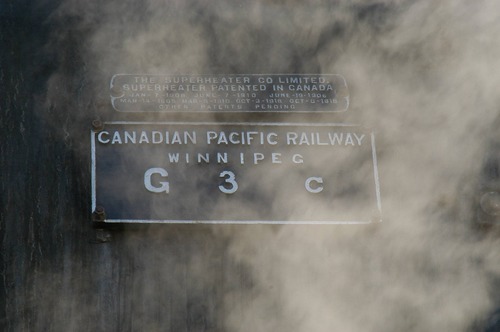 THE SUPERHEATER CO LIMITED.
SUPERHEATER PATENTED IN CANADA
OTHER PATENTS PENDING
CANADIAN PACIFIC RAILWAY
WINNIPEG
G 3 C